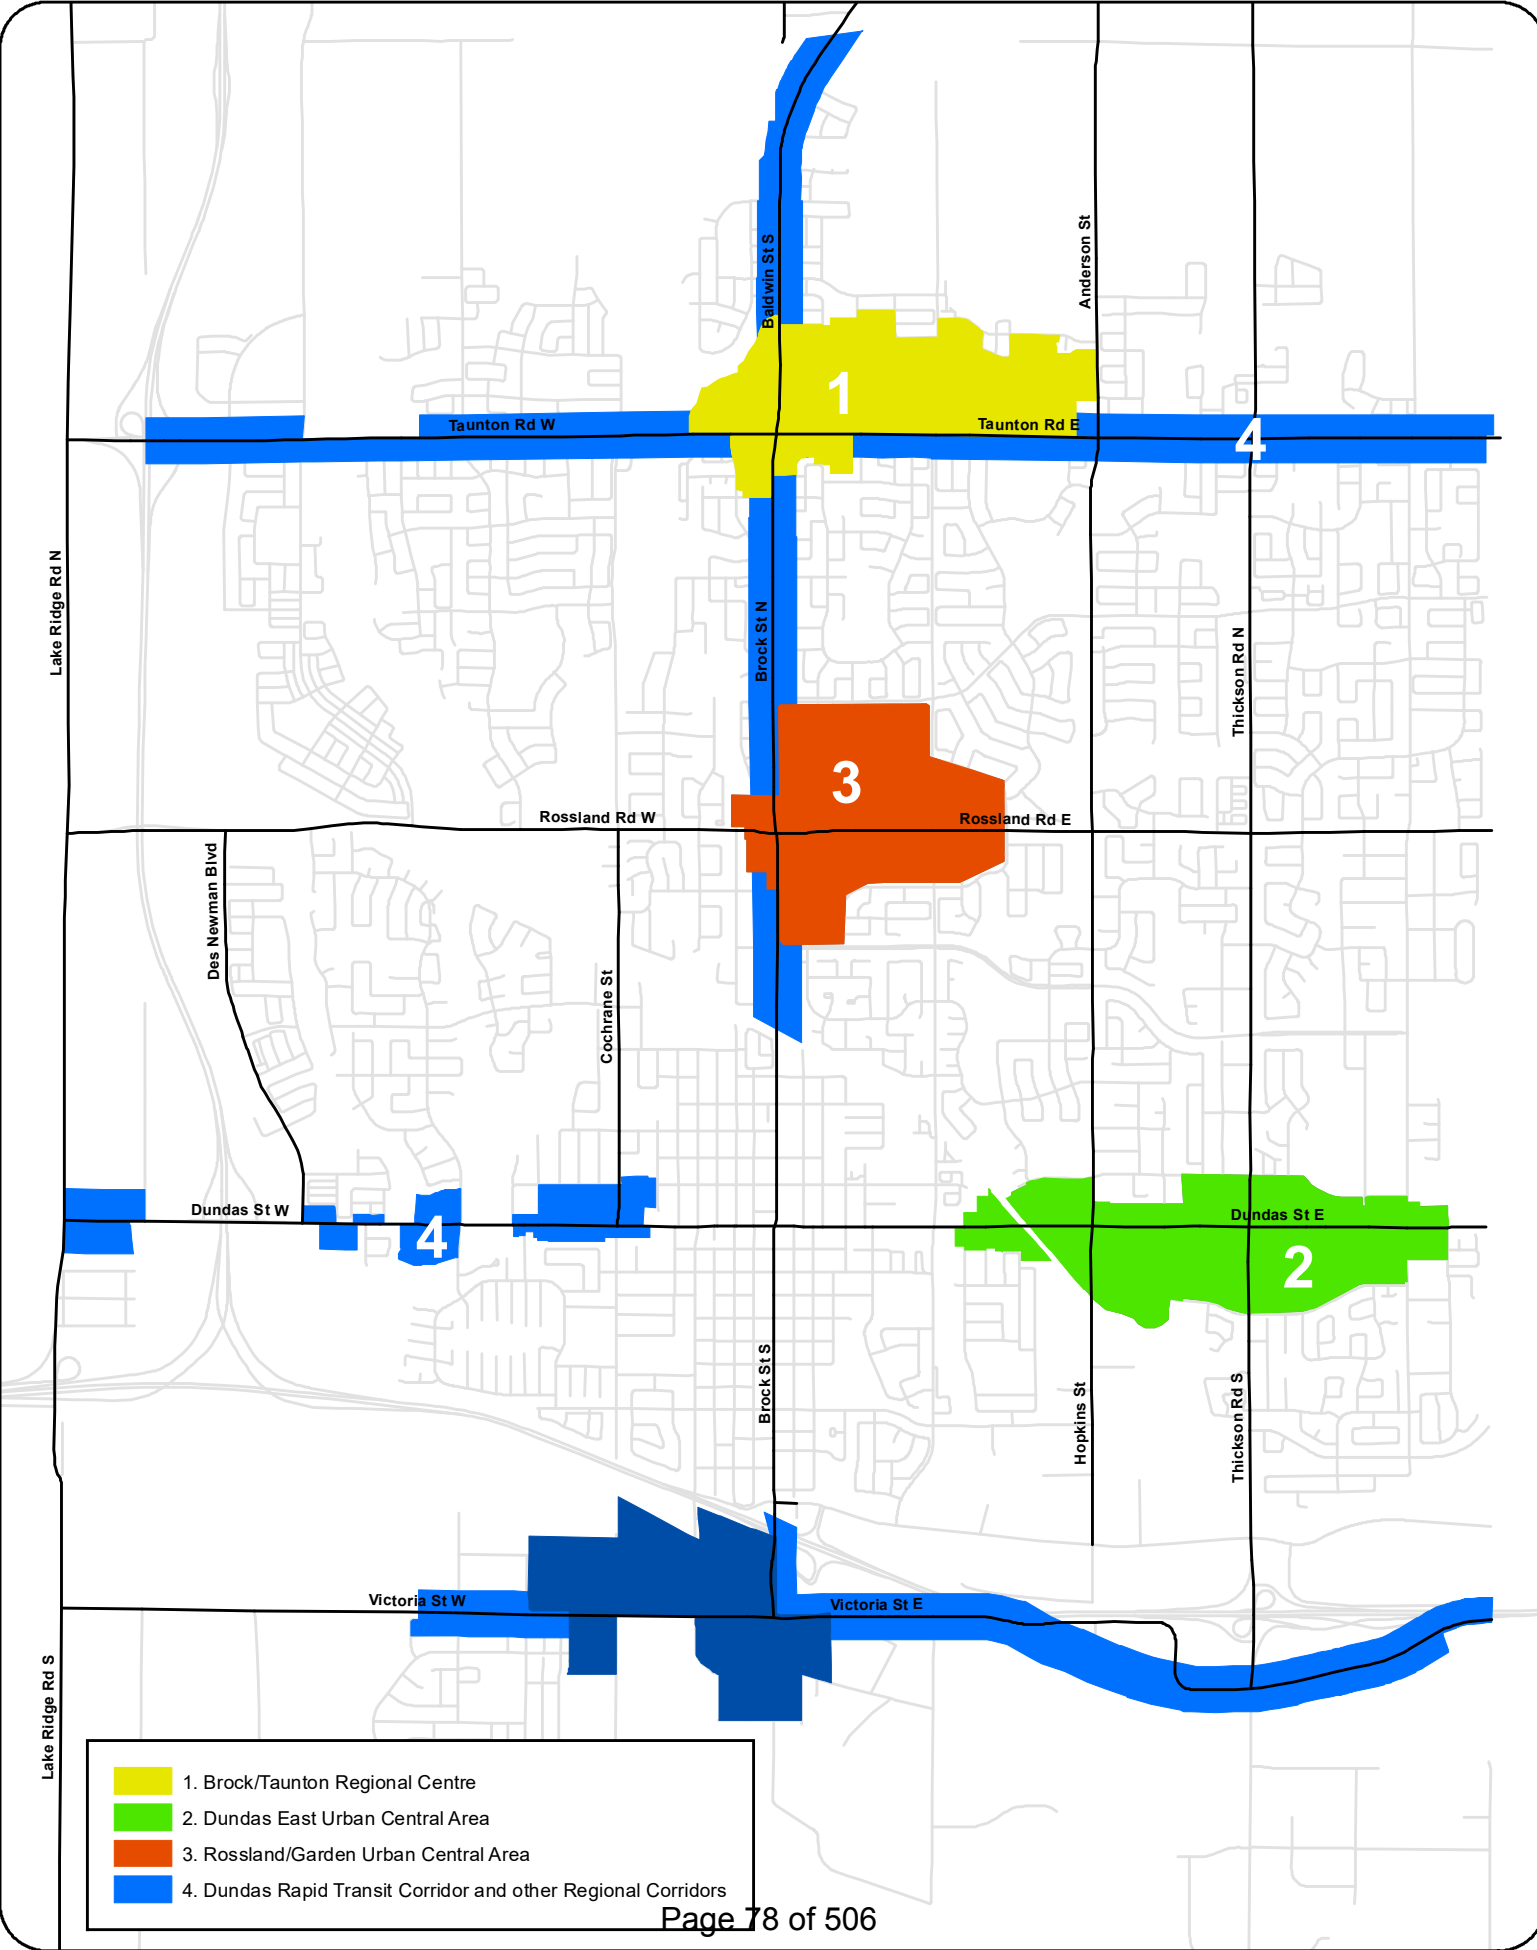 Baldwin St S
Anderson St
1
Taunton Rd W
Taunton Rd E
4
Lake Ridge Rd N
Brock St N
Thickson Rd N
3
Rossland Rd W
Rossland Rd E
Des Newman Blvd
Cochrane St
Dundas St W
4
Dundas St E
2
Brock St S
Hopkins St
Thickson Rd S
Victoria St W
Victoria St E
Lake Ridge Rd S
1. Brock/Taunton Regional Centre
2. Dundas East Urban Central Area
3. Rossland/Garden Urban Central Area
4. Dundas Rapid Transit Corridor and other Regional Corridors
Page 78 of 506